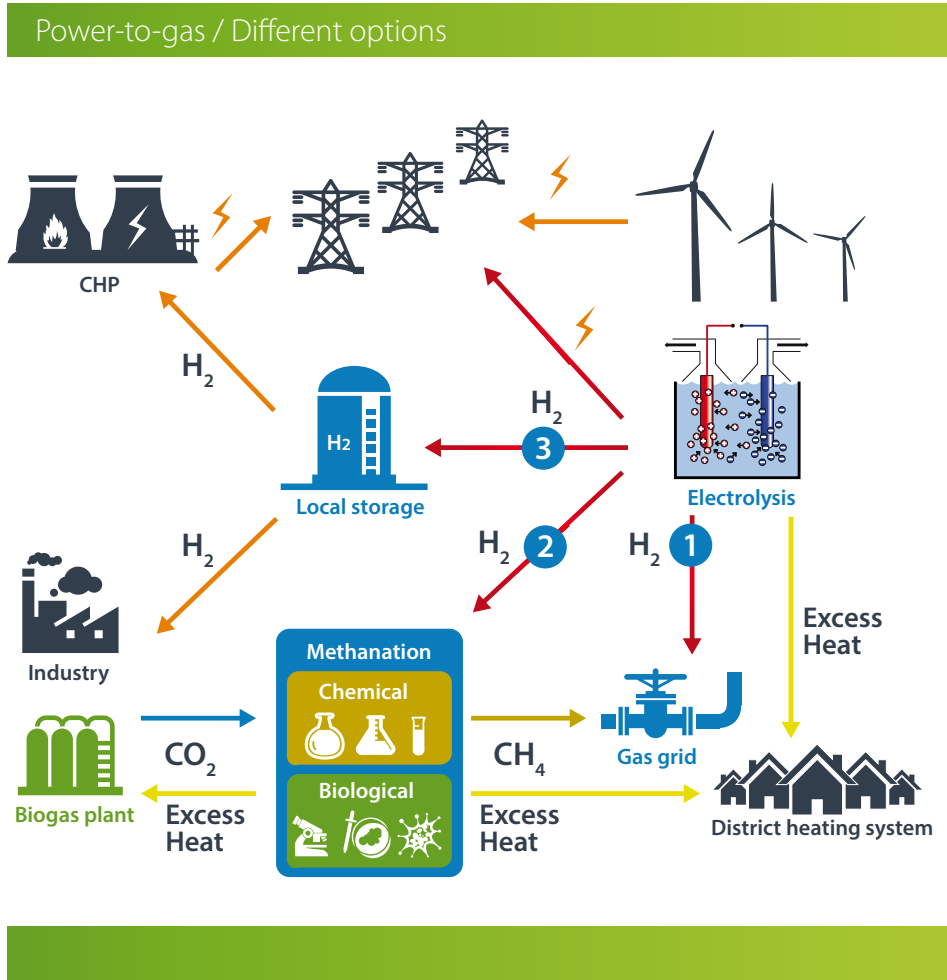 Power-to-gas / Different options
CHP
H2
H2
3
H2
Local storage
Electrolysis
H2
H2
2
H2
1
Excess
Heat
Industry
Methanation
Chemical
CO2
CH4
Gas grid
Biogas plant
Biological
Excess
Heat
Excess
Heat
District heating system